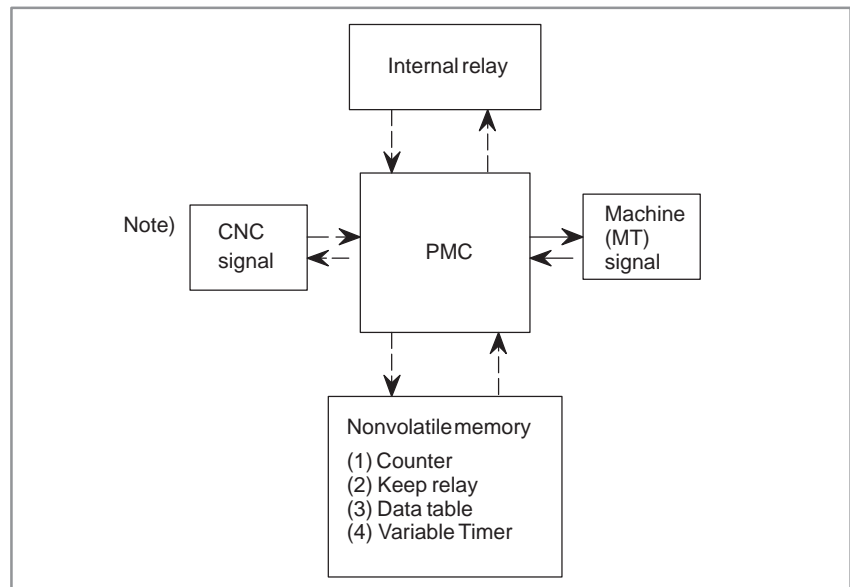 Internal relay
Note)
CNC
signal
PMC
Machine
(MT)
signal
Nonvolatile memory
(1) Counter
(2) Keep relay
(3) Data table
(4) Variable Timer